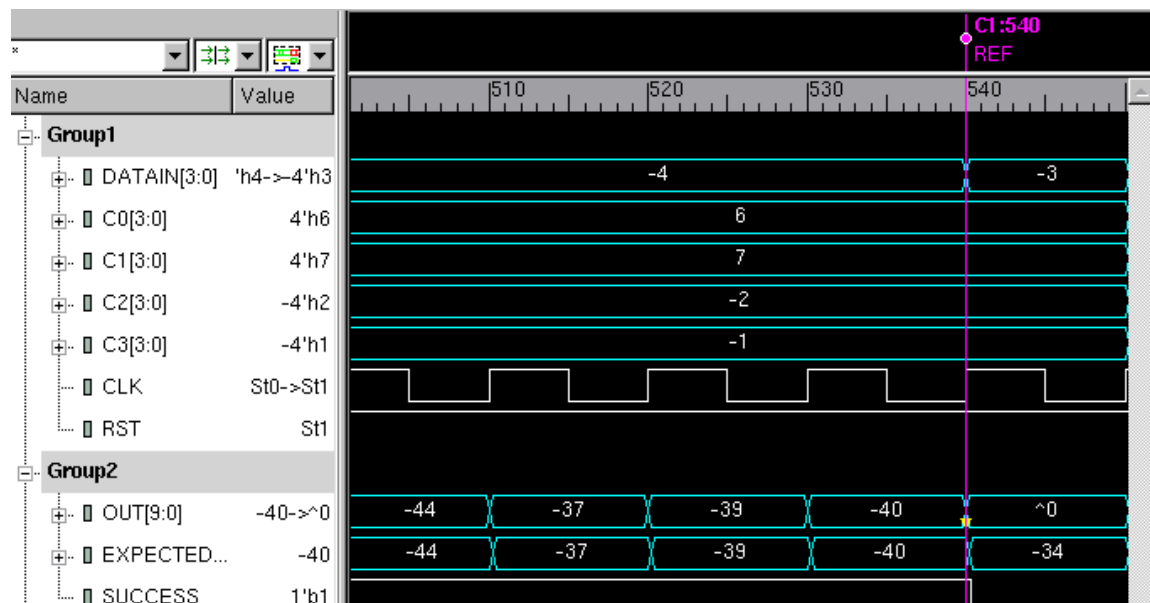 *
C1:540
REF
Name Value
510 520 530 540
Group1
DATAIN[3:0] 'h4->-4'h3 -4 -3
C0[3:0] 4'h6 6
C1[3:0] 4'h7 7
C2[3:0] -4'h2 -2
C3[3:0] -4'h1 -1
CLK St0->St1
RST St1
Group2
OUT[9:0] -40->^0 -44 -37 -39 -40 ^0
EXPECTED... -40 -44 -37 -39 -40 -34
SUCCESS 1'b1